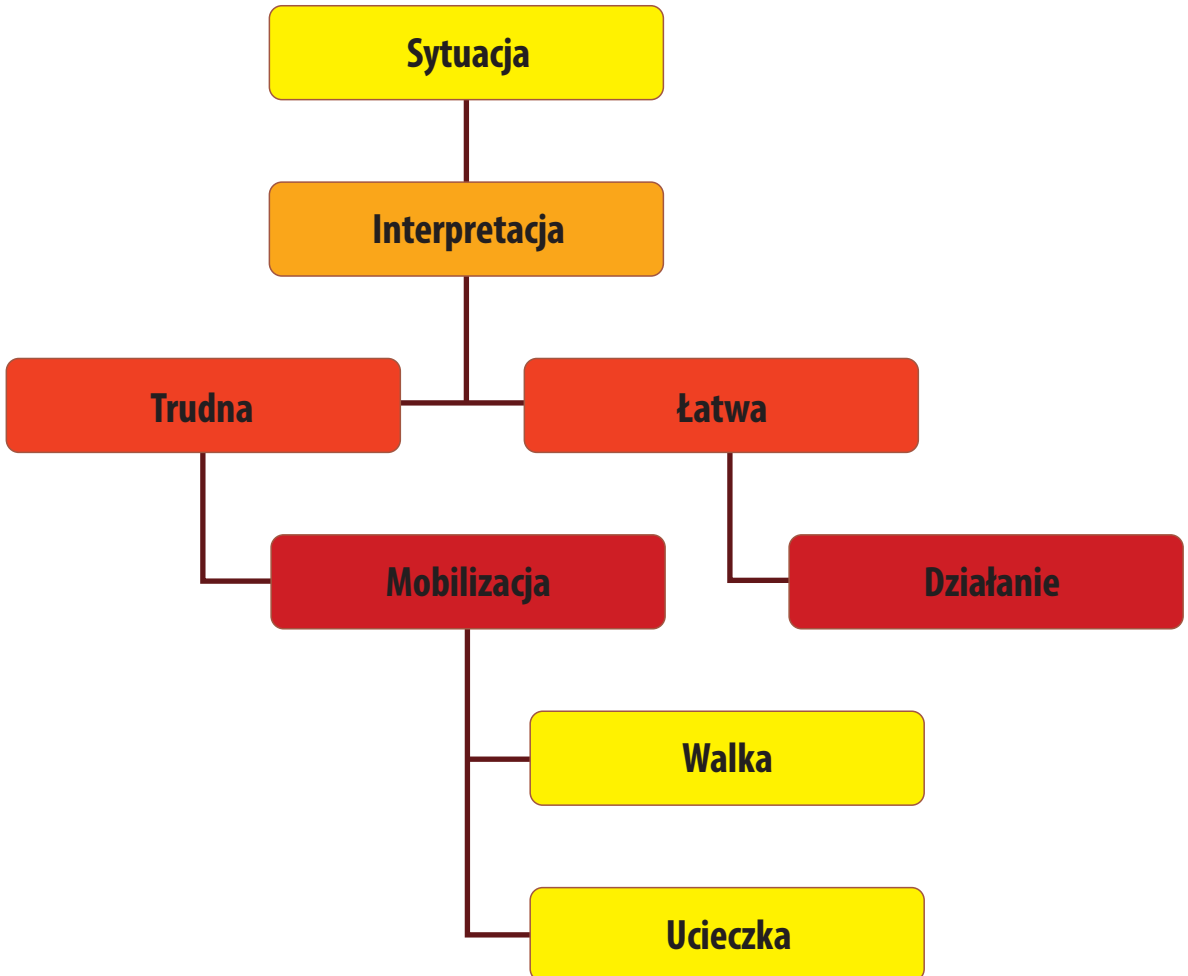 Sytuacja
Interpretacja
Trudna
Łatwa
Mobilizacja
Działanie
Walka
Ucieczka